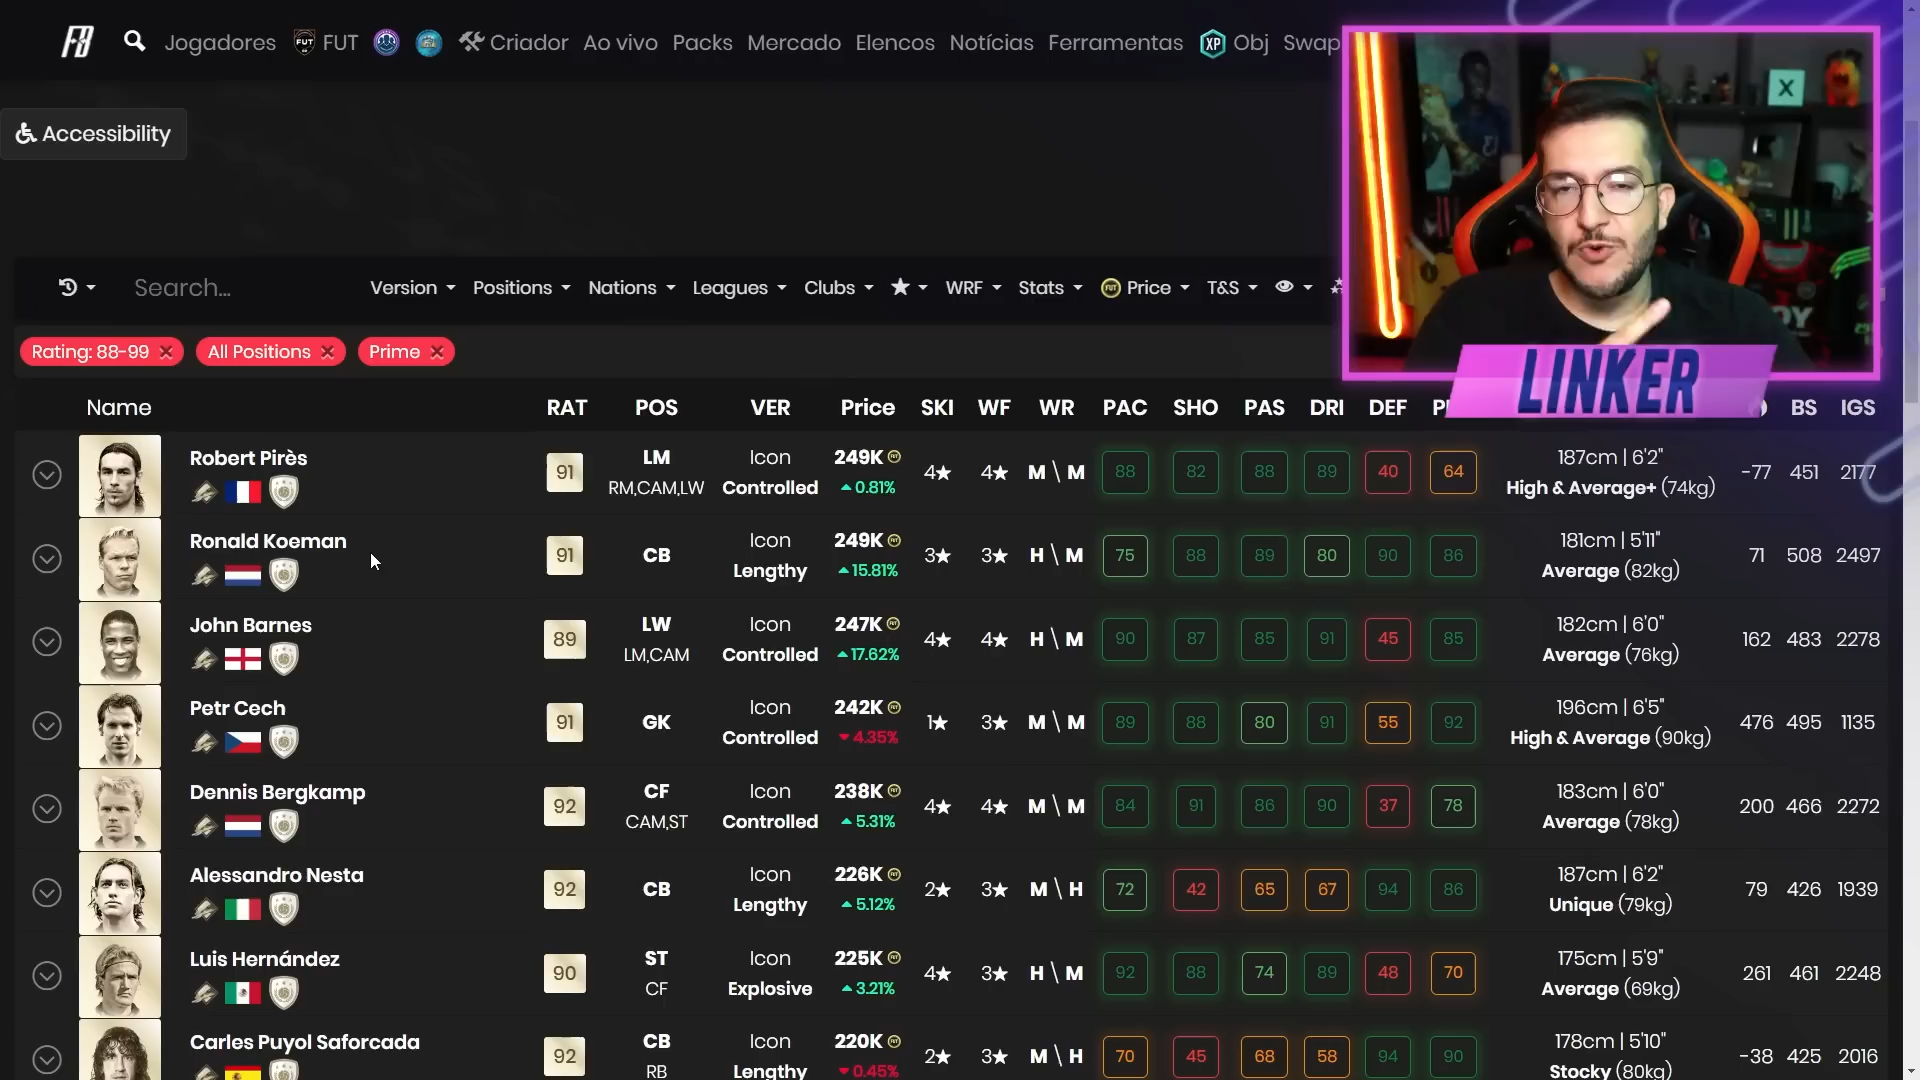 Jogadores FUT Criador Ao vivo Packs Mercado Elencos Notícias Ferramentas XP Obj Swap
X
Accessibility
Search... Version Positions Nations Leagues Clubs WRF Stats FUT Price T&S
Rating: 88-99 All Positions Prime
LINKER
Name RAT POS VER Price SKI WF WR PAC SHO PAS DRI DEF BS IGS
Robert Pirès 91 LM Icon 249K 4★ 4★ M \ M 88 82 88 89 40 64 187cm | 6'2" -77 451 2177
RM,CAM,LW Controlled 0.81% High & Average+ (74kg)
Ronald Koeman 91 CB Icon 249K 3★ 3★ H \ M 75 88 89 80 90 86 181cm | 5'11" 71 508 2497
Lengthy 15.81% Average (82kg)
John Barnes 89 LW Icon 247K 4★ 4★ H \ M 90 87 85 91 45 85 182cm | 6'0" 162 483 2278
LM,CAM Controlled 17.62% Average (76kg)
Petr Cech 91 GK Icon 242K 1★ 3★ M \ M 89 88 80 91 55 92 196cm | 6'5" 476 495 1135
Controlled 4.35% High & Average (90kg)
Dennis Bergkamp 92 CF Icon 238K 4★ 4★ M \ M 84 91 86 90 37 78 183cm | 6'0" 200 466 2272
CAM,ST Controlled 5.31% Average (78kg)
Alessandro Nesta 92 CB Icon 226K 2★ 3★ M \ H 72 42 65 67 94 86 187cm | 6'2" 79 426 1939
Lengthy 5.12% Unique (79kg)
Luis Hernández 90 ST Icon 225K 4★ 3★ H \ M 92 88 74 89 48 70 175cm | 5'9" 261 461 2248
CF Explosive 3.21% Average (69kg)
Carles Puyol Saforcada 92 CB Icon 220K 2★ 3★ M \ H 70 45 68 58 94 90 178cm | 5'10" -38 425 2016
RB Lengthy 0.45% Stocky (80kg)